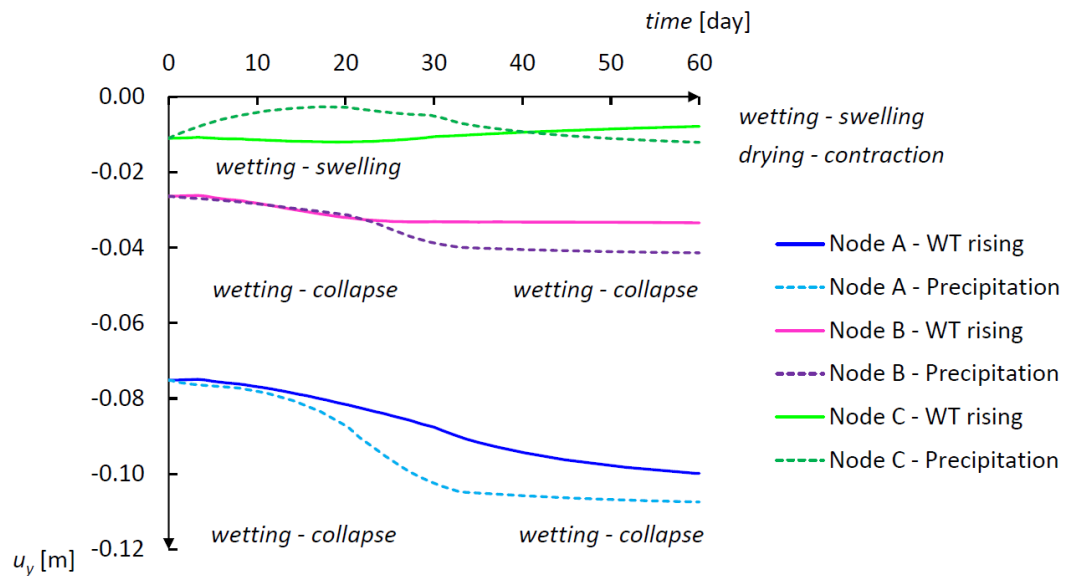 time [day]
0 10 20 30 40 50 60
0.00
-0.02
-0.04
-0.06
-0.08
-0.10
-0.12
u_y [m]
wetting - swelling
wetting - swelling
drying - contraction
wetting - collapse
wetting - collapse
wetting - collapse
wetting - collapse
Node A - WT rising
Node A - Precipitation
Node B - WT rising
Node B - Precipitation
Node C - WT rising
Node C - Precipitation